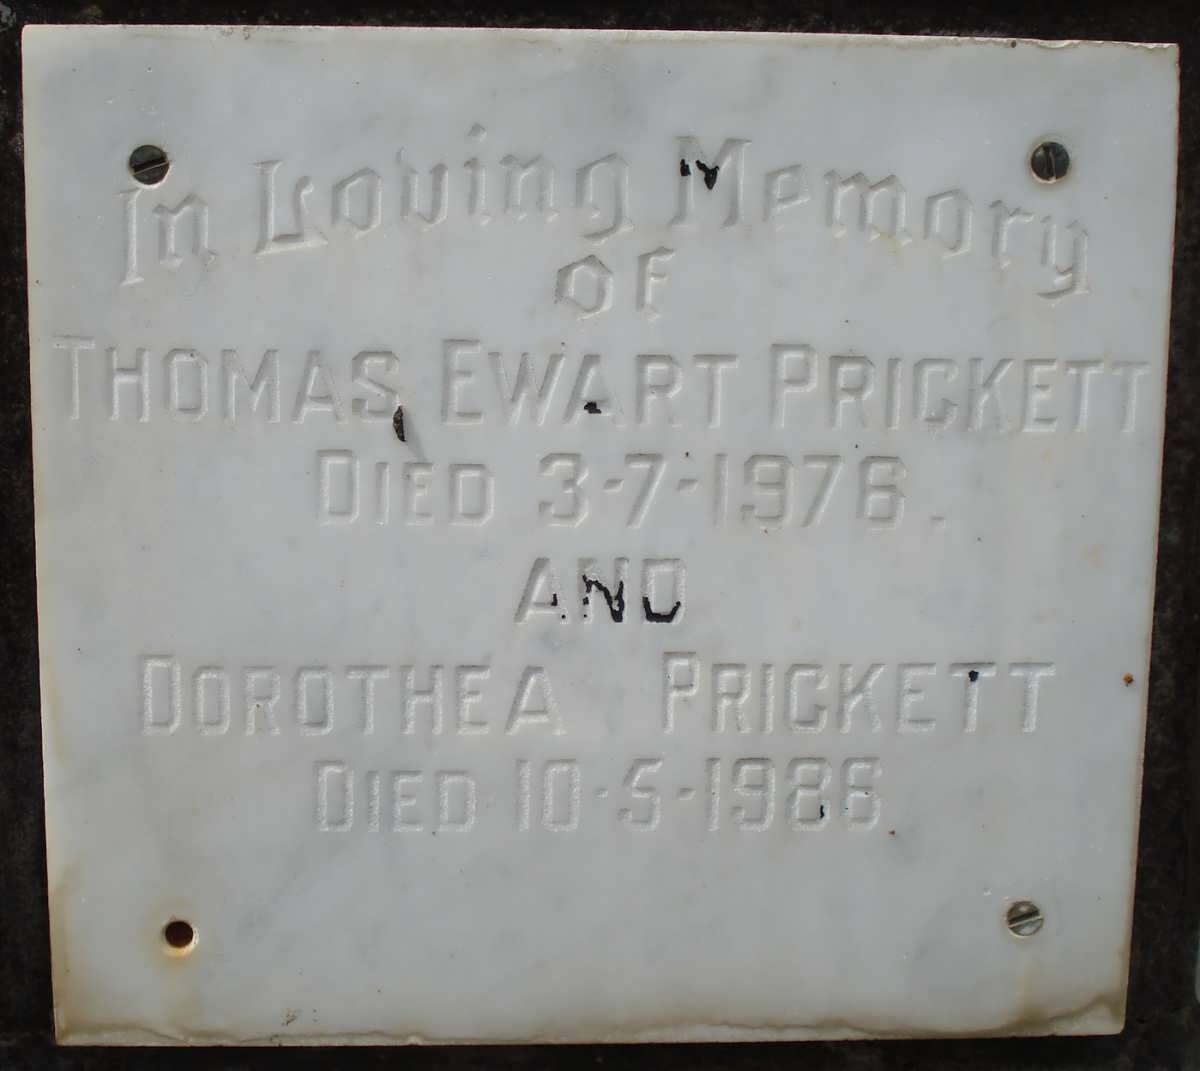 In Loving Memory
of
THOMAS EWART PRICKETT
DIED 3-7-1976.
AND
DOROTHEA PRICKETT
DIED 10-5-1986